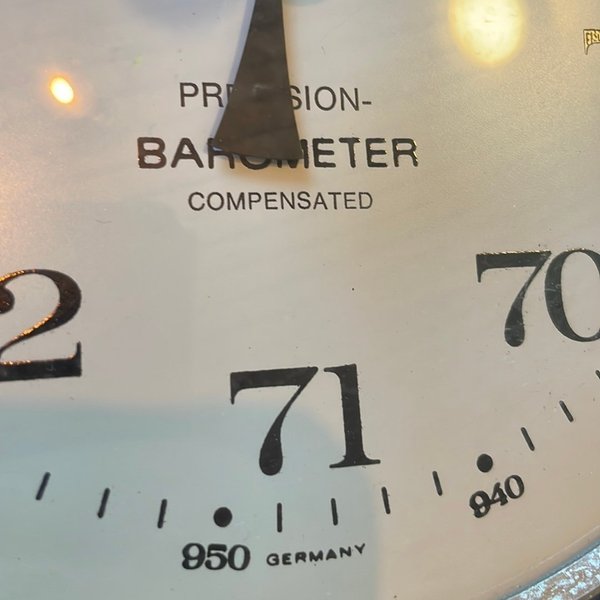 PRECISION-
BAROMETER
COMPENSATED
70
2
71
940
950
GERMANY